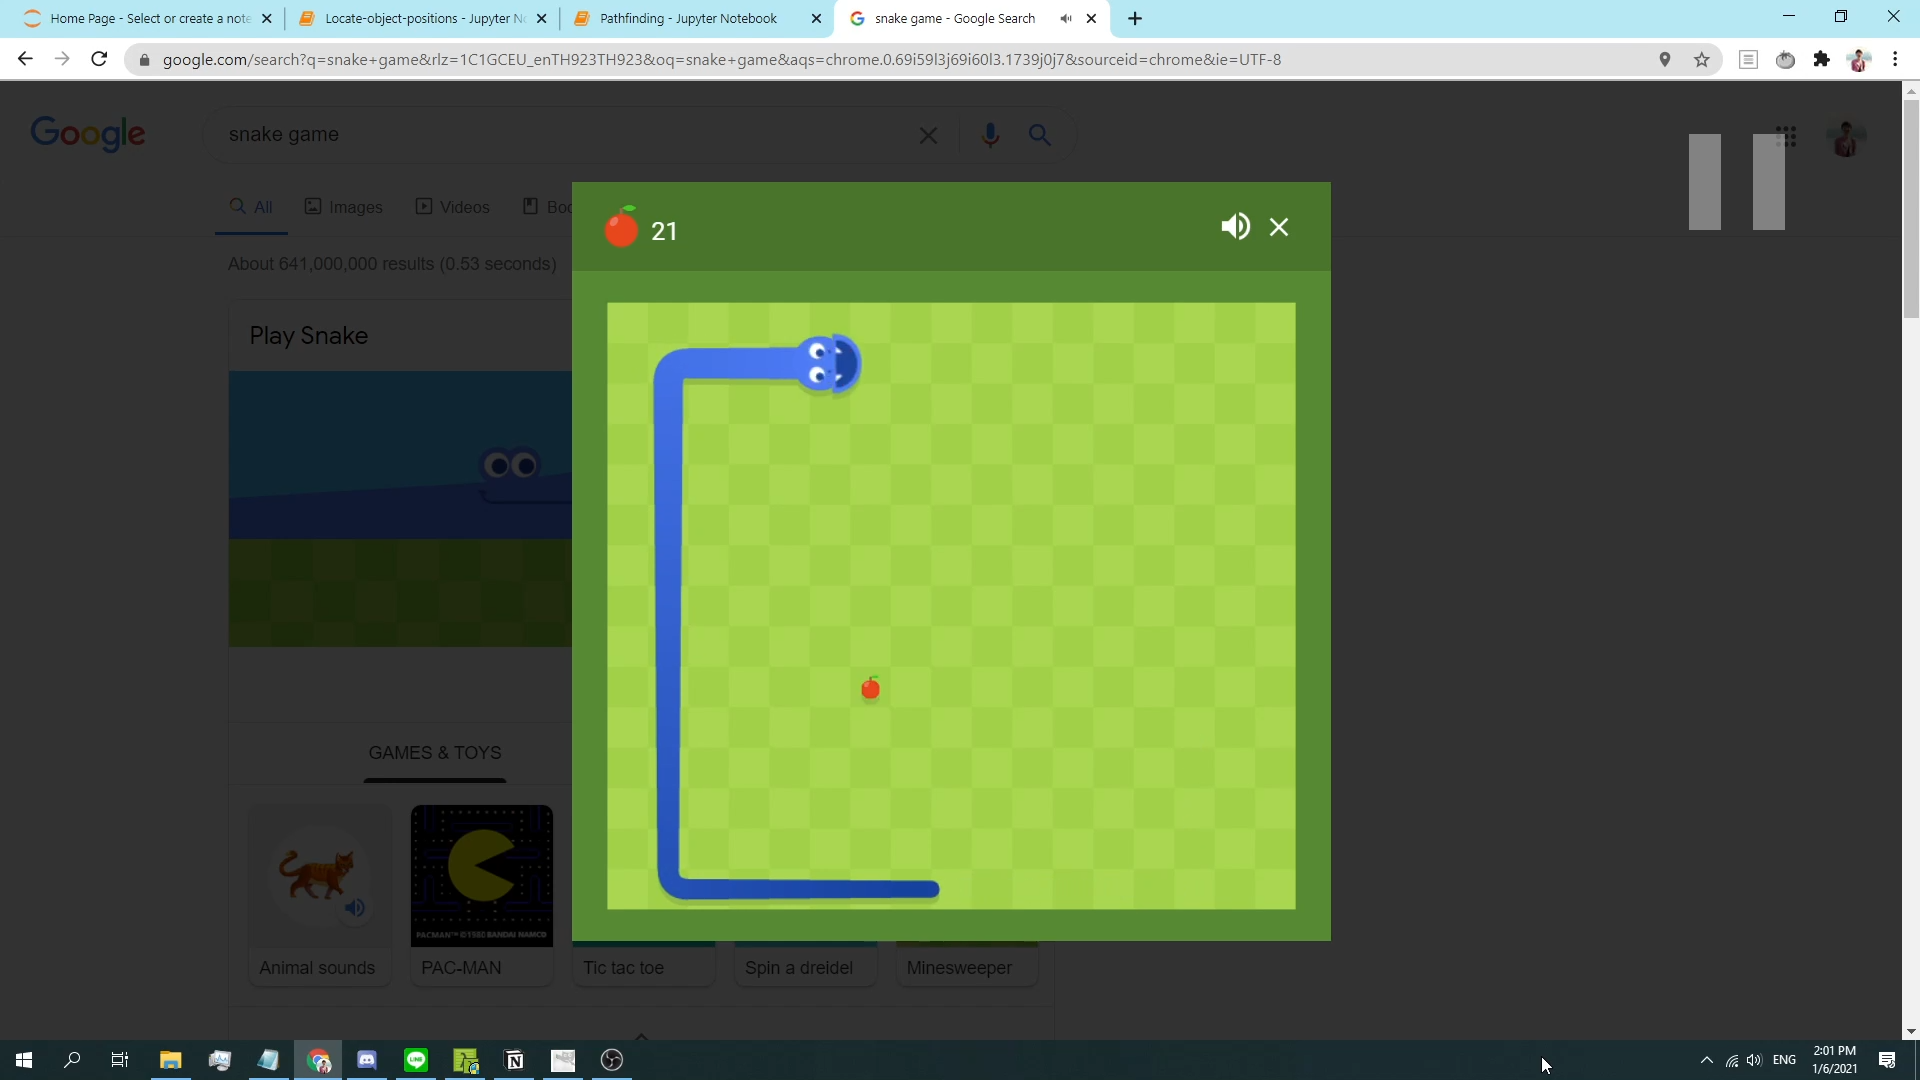 Home Page - Select or create a note
Locate-object-positions - Jupyter No
Pathfinding - Jupyter Notebook
snake game - Google Search
google.com/search?q=snake+game&rlz=1C1GCEU_enTH923TH923&oq=snake+game&aqs=chrome.0.69i59l3j69i60l3.1739j0j7&sourceid=chrome&ie=UTF-8
Google
snake game
All
Images
Videos
Boo
21
About 641,000,000 results (0.53 seconds)
Play Snake
GAMES & TOYS
PACMAN™ © 1980 BANDAI NAMCO
Animal sounds
PAC-MAN
Tic tac toe
Spin a dreidel
Minesweeper
LINE
N
ENG
2:01 PM
1/6/2021